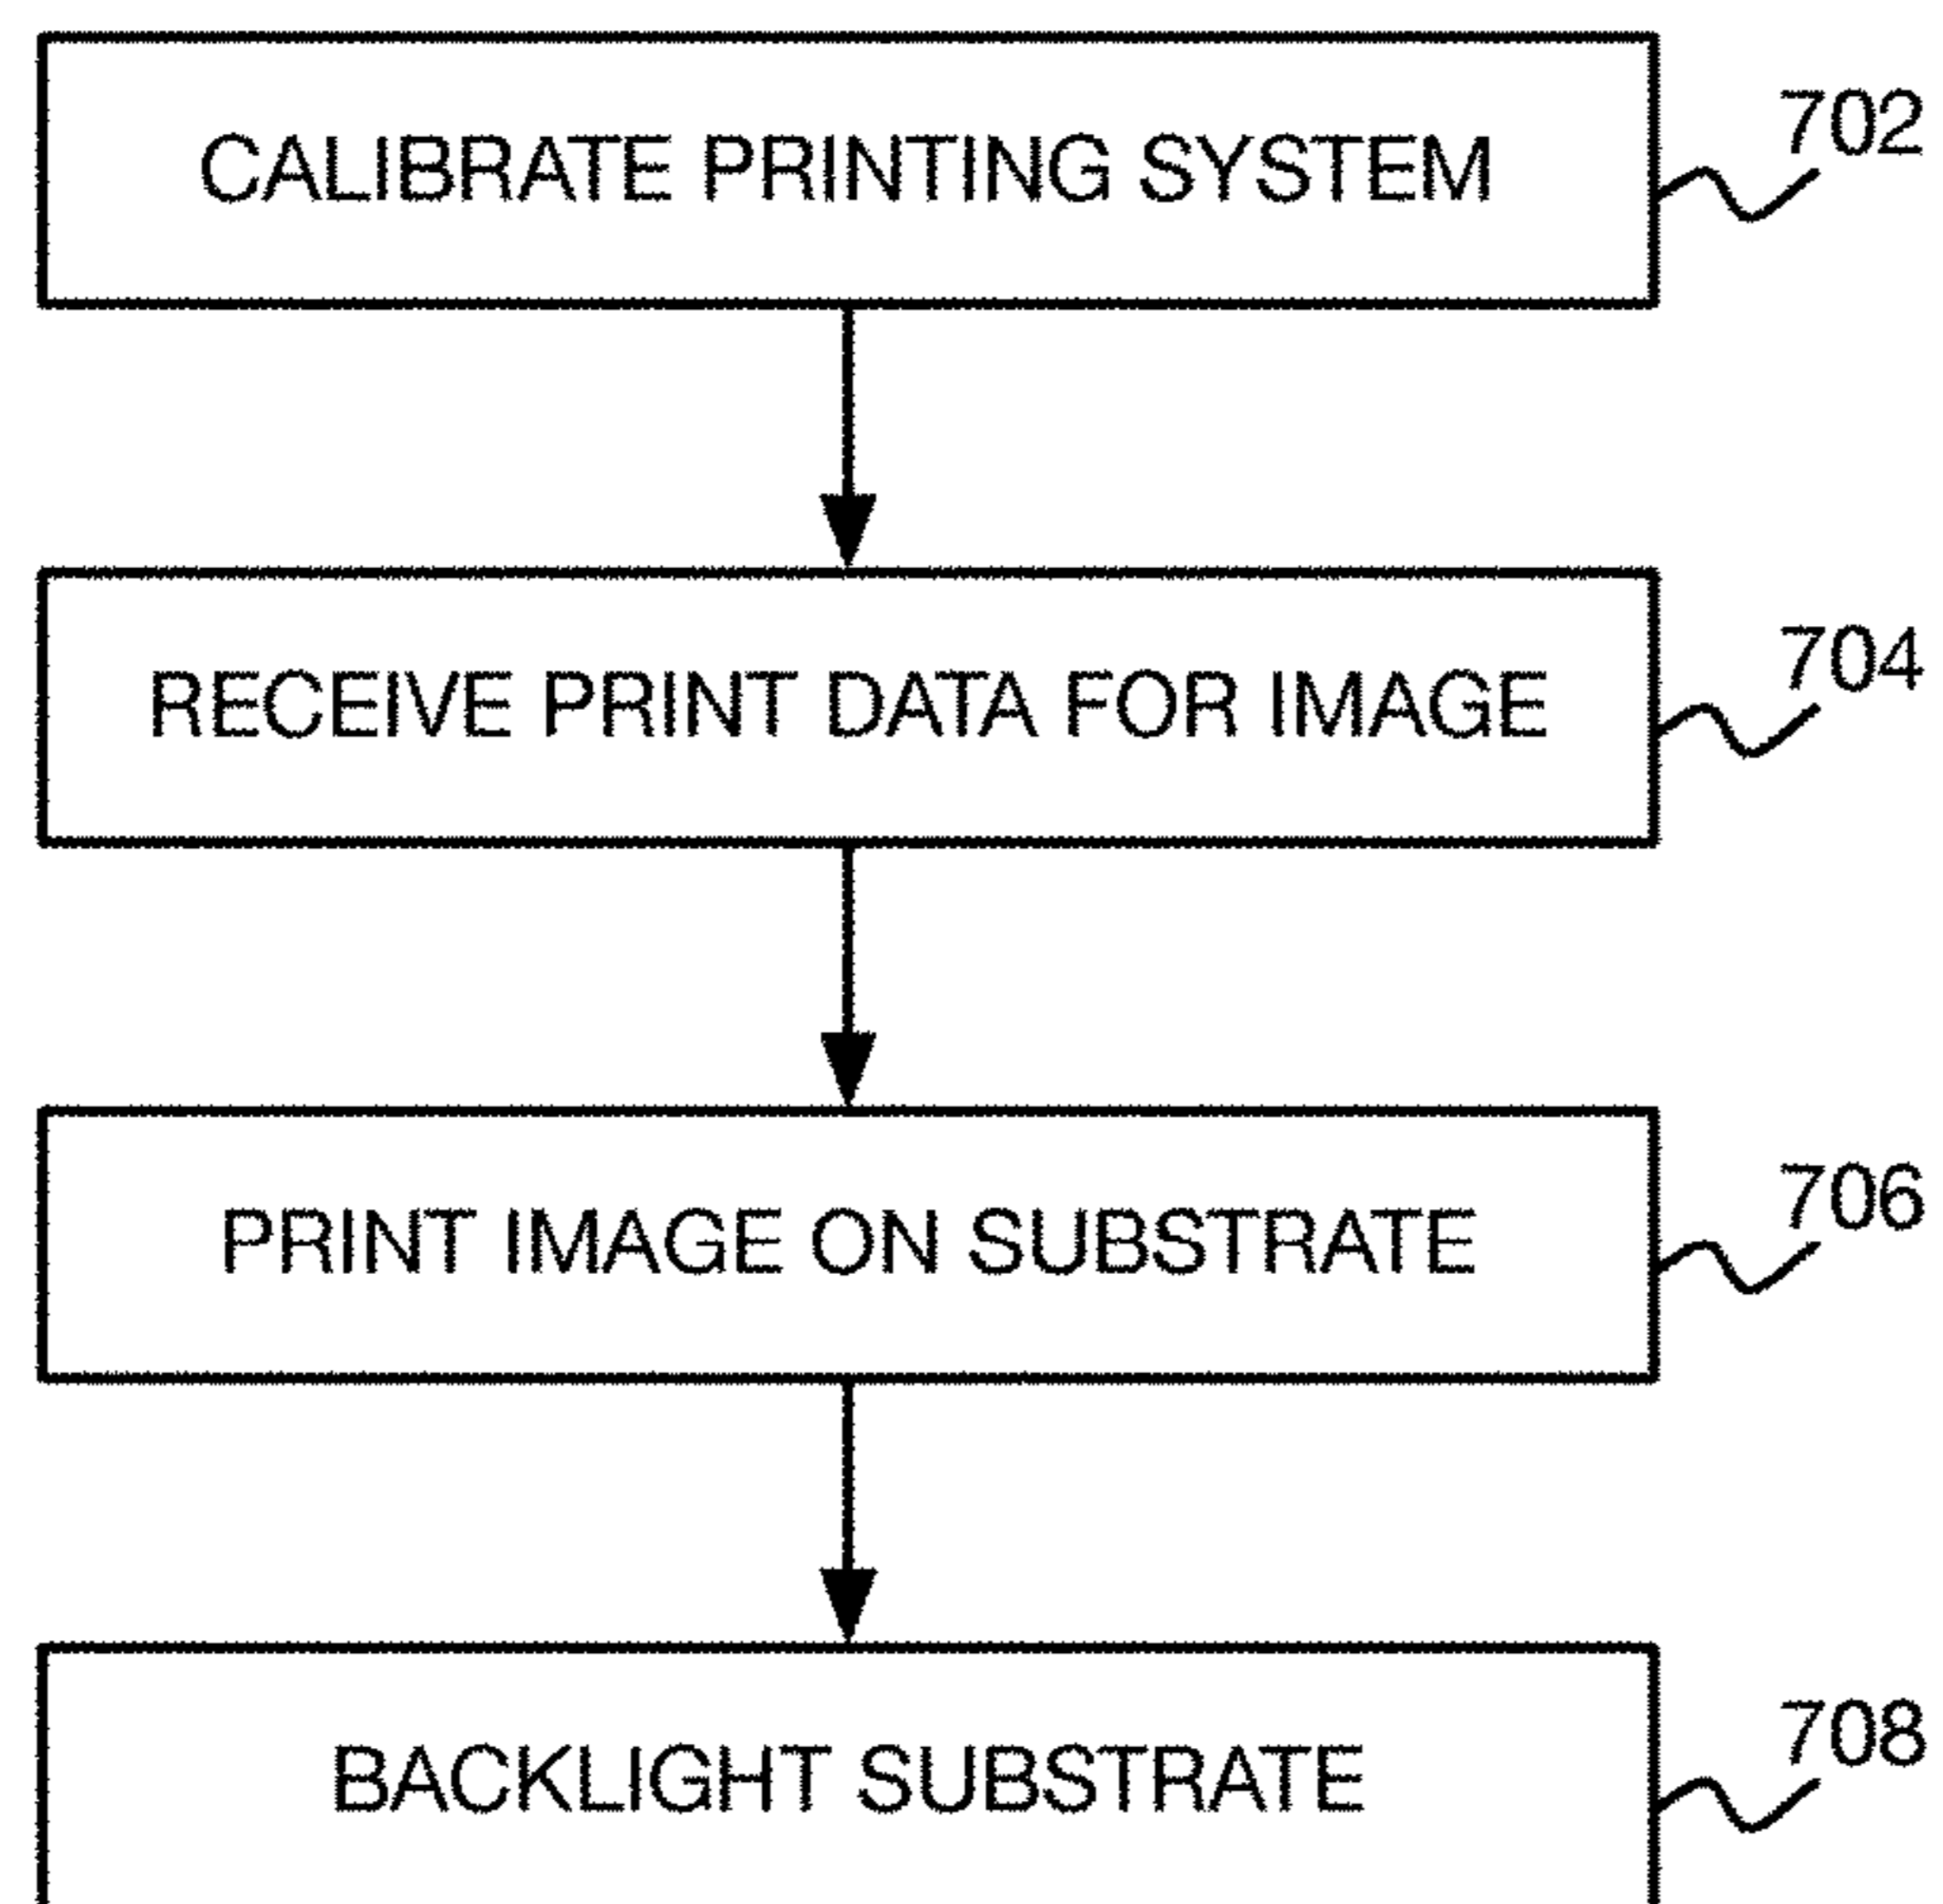 CALIBRATE PRINTING SYSTEM
702
RECEIVE PRINT DATA FOR IMAGE
704
PRINT IMAGE ON SUBSTRATE
706
BACKLIGHT SUBSTRATE
708